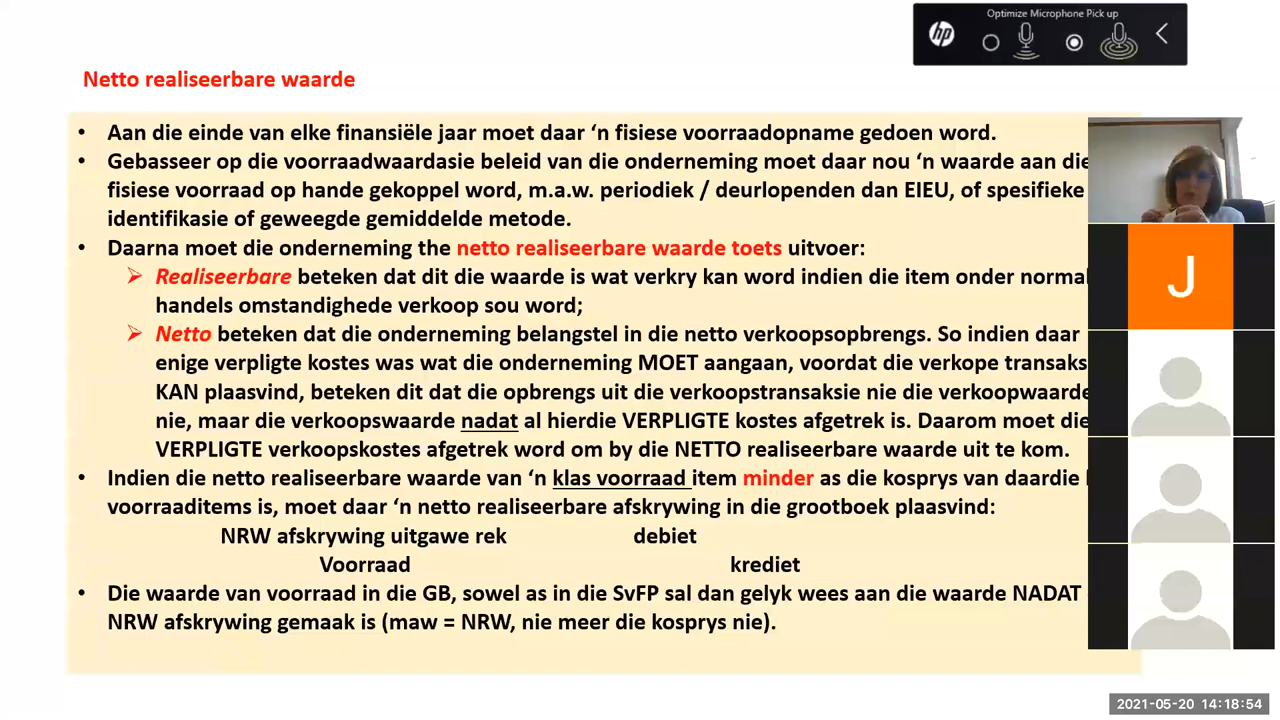 Optimize Microphone Pick up
hp
Netto realiseerbare waarde
• Aan die einde van elke finansiële jaar moet daar ‘n fisiese voorraadopname gedoen word.
• Gebasseer op die voorraadwaardasie beleid van die onderneming moet daar nou ‘n waarde aan die
fisiese voorraad op hande gekoppel word, m.a.w. periodiek / deurlopenden dan EIEU, of spesifieke
identifikasie of geweegde gemiddelde metode.
• Daarna moet die onderneming the netto realiseerbare waarde toets uitvoer:
➢ Realiseerbare beteken dat dit die waarde is wat verkry kan word indien die item onder normal
handels omstandighede verkoop sou word;
➢ Netto beteken dat die onderneming belangstel in die netto verkoopsopbrengs. So indien daar
enige verpligte kostes was wat die onderneming MOET aangaan, voordat die verkope transaks
KAN plaasvind, beteken dit dat die opbrengs uit die verkoopstransaksie nie die verkoopwaarde
nie, maar die verkoopswaarde nadat al hierdie VERPLIGTE kostes afgetrek is. Daarom moet die
VERPLIGTE verkoopskostes afgetrek word om by die NETTO realiseerbare waarde uit te kom.
• Indien die netto realiseerbare waarde van ‘n klas voorraad item minder as die kosprys van daardie
voorraaditems is, moet daar ‘n netto realiseerbare afskrywing in die grootboek plaasvind:
NRW afskrywing uitgawe rek debiet
Voorraad krediet
• Die waarde van voorraad in die GB, sowel as in die SvFP sal dan gelyk wees aan die waarde NADAT
NRW afskrywing gemaak is (maw = NRW, nie meer die kosprys nie).
J
2021-05-20 14:18:54